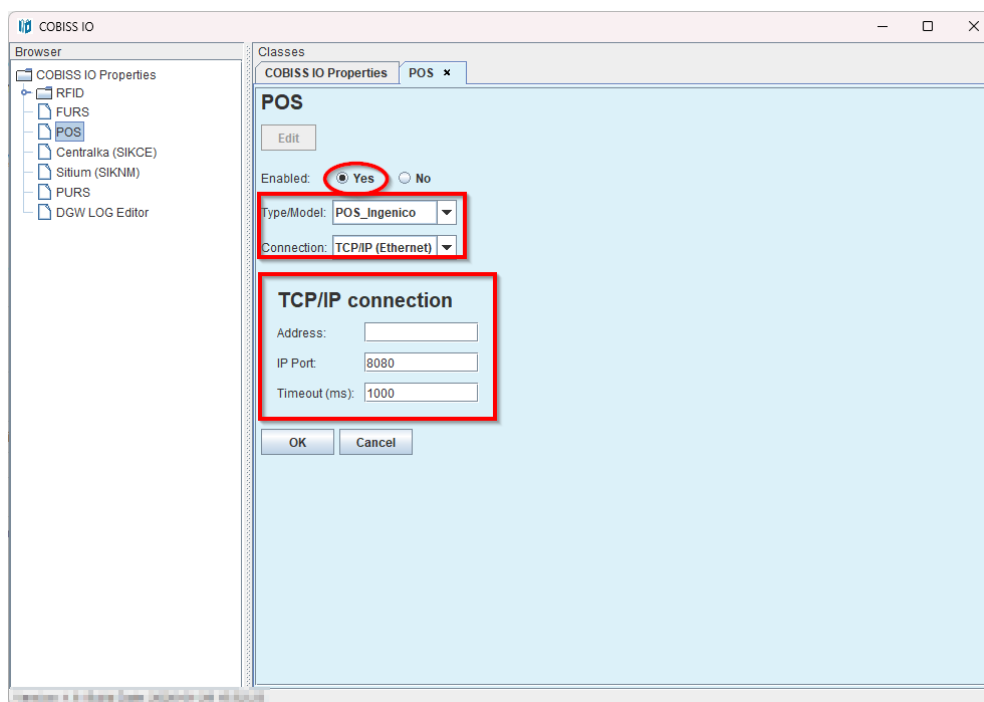 COBISS IO
Browser
COBISS IO Properties
RFID
FURS
POS
Centralka (SIKCE)
Sitium (SIKNM)
PURS
DGW LOG Editor
Classes
COBISS IO Properties POS ×
POS
Edit
Enabled: Yes No
Type/Model: POS_Ingenico
Connection: TCP/IP (Ethernet)
TCP/IP connection
Address:
IP Port: 8080
Timeout (ms): 1000
OK Cancel